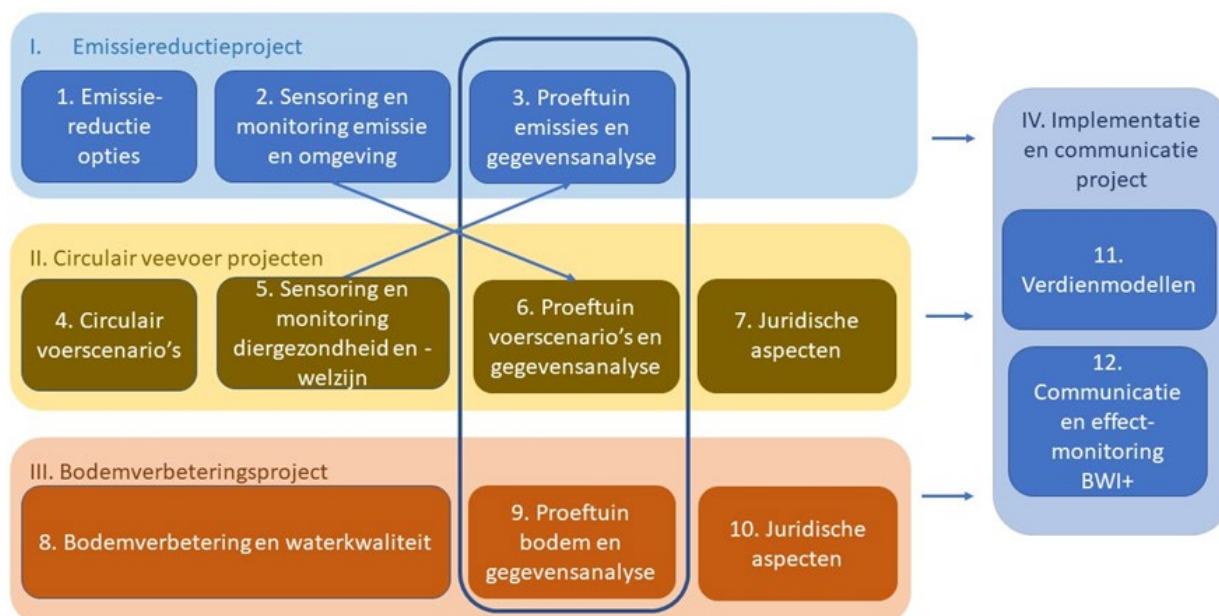 I. Emissiereductieproject
1. Emissie-
reductie
opties
2. Sensoring en
monitoring emissie
en omgeving
3. Proeftuin
emissies en
gegevensanalyse
II. Circulair veevoer projecten
4. Circulair
voerscenario's
5. Sensoring en
monitoring
diergezondheid en -
welzijn
6. Proeftuin
voerscenario's en
gegevensanalyse
7. Juridische
aspecten
III. Bodemverbeteringsproject
8. Bodemverbetering en waterkwaliteit
9. Proeftuin
bodem en
gegevensanalyse
10. Juridische
aspecten
IV. Implementatie
en communicatie
project
11.
Verdienmodellen
12.
Communicatie
en effect-
monitoring
BWI+